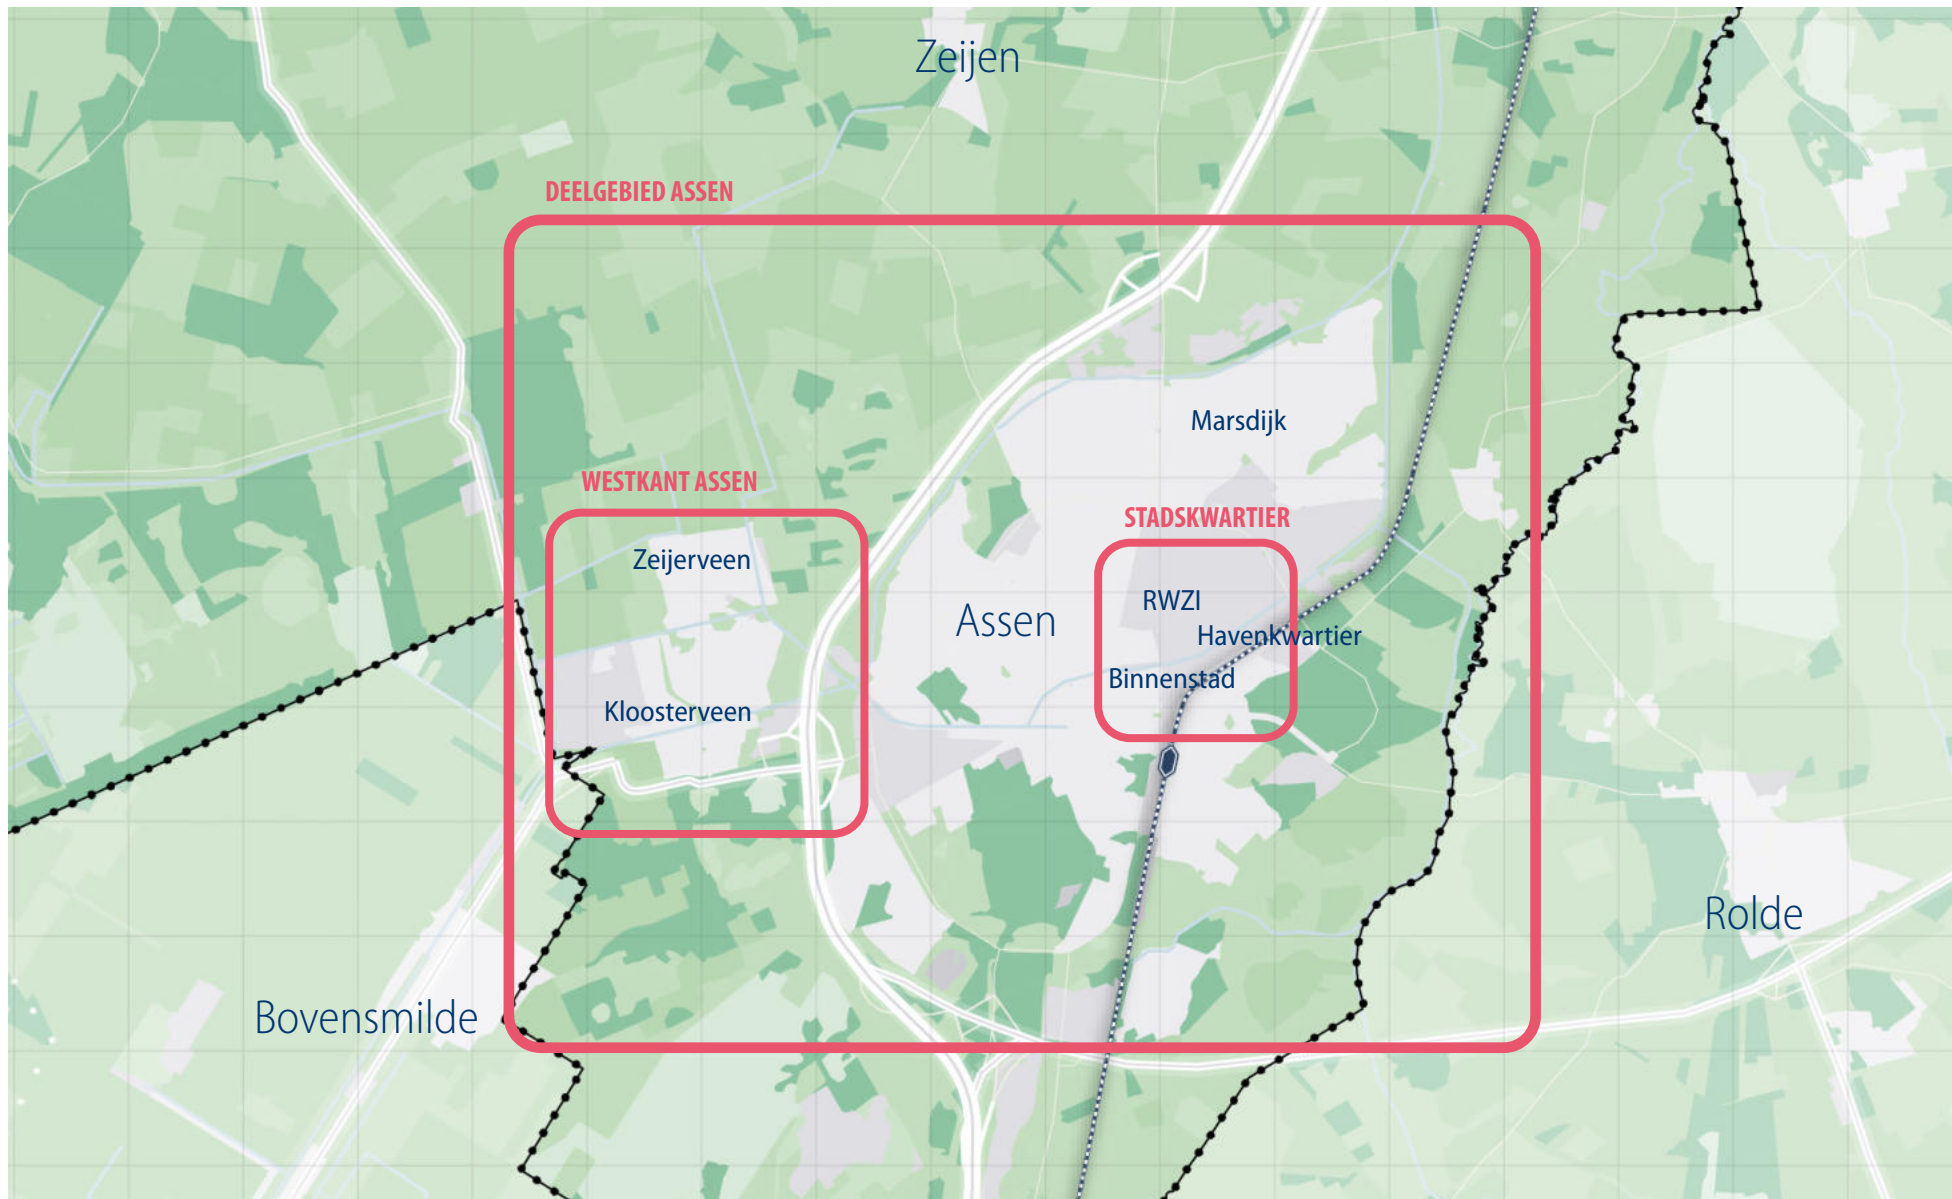 Zeijen
DEELGEBIED ASSEN
Marsdijk
WESTKANT ASSEN
STADSKWARTIER
Zeijerveen
RWZI
Assen
Havenkwartier
Binnenstad
Kloosterveen
Rolde
Bovensmilde